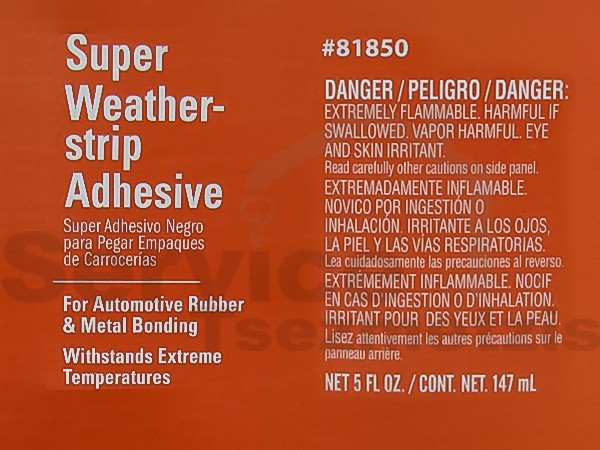 Super
Weather-
strip
Adhesive
Super Adhesivo Negro
para Pegar Empaques
de Carrocerías
For Automotive Rubber
& Metal Bonding
Withstands Extreme
Temperatures
#81850
DANGER / PELIGRO / DANGER:
EXTREMELY FLAMMABLE. HARMFUL IF
SWALLOWED. VAPOR HARMFUL. EYE
AND SKIN IRRITANT.
Read carefully other cautions on side panel.
EXTREMADAMENTE INFLAMABLE.
NOVICO POR INGESTIÓN O
INHALACIÓN. IRRITANTE A LOS OJOS,
LA PIEL Y LAS VÍAS RESPIRATORIAS.
Lea cuidadosamente las precauciones al reverso.
EXTRÉMEMENT INFLAMMABLE. NOCIF
EN CAS D'INGESTION O D'INHALATION.
IRRITANT POUR DES YEUX ET LA PEAU.
Lisez attentivement les autres précautions sur le
panneau arrière.
NET 5 FL OZ. / CONT. NET. 147 mL